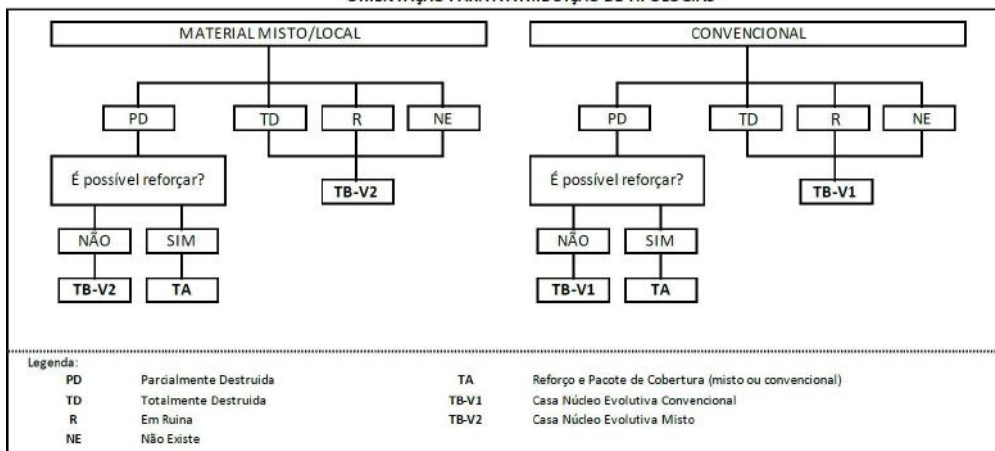 MATERIAL MISTO/LOCAL
CONVENCIONAL
PD
TD
R
NE
PD
TD
R
NE
É possível reforçar?
TB-V2
É possível reforçar?
TB-V1
NÃO
SIM
NÃO
SIM
TB-V2
TA
TB-V1
TA
Legenda:
PD Parcialmente Destruida
TA Reforço e Pacote de Cobertura (misto ou convencional)
TD Totalmente Destruida
TB-V1 Casa Núcleo Evolutiva Convencional
R Em Ruina
TB-V2 Casa Núcleo Evolutiva Misto
NE Não Existe